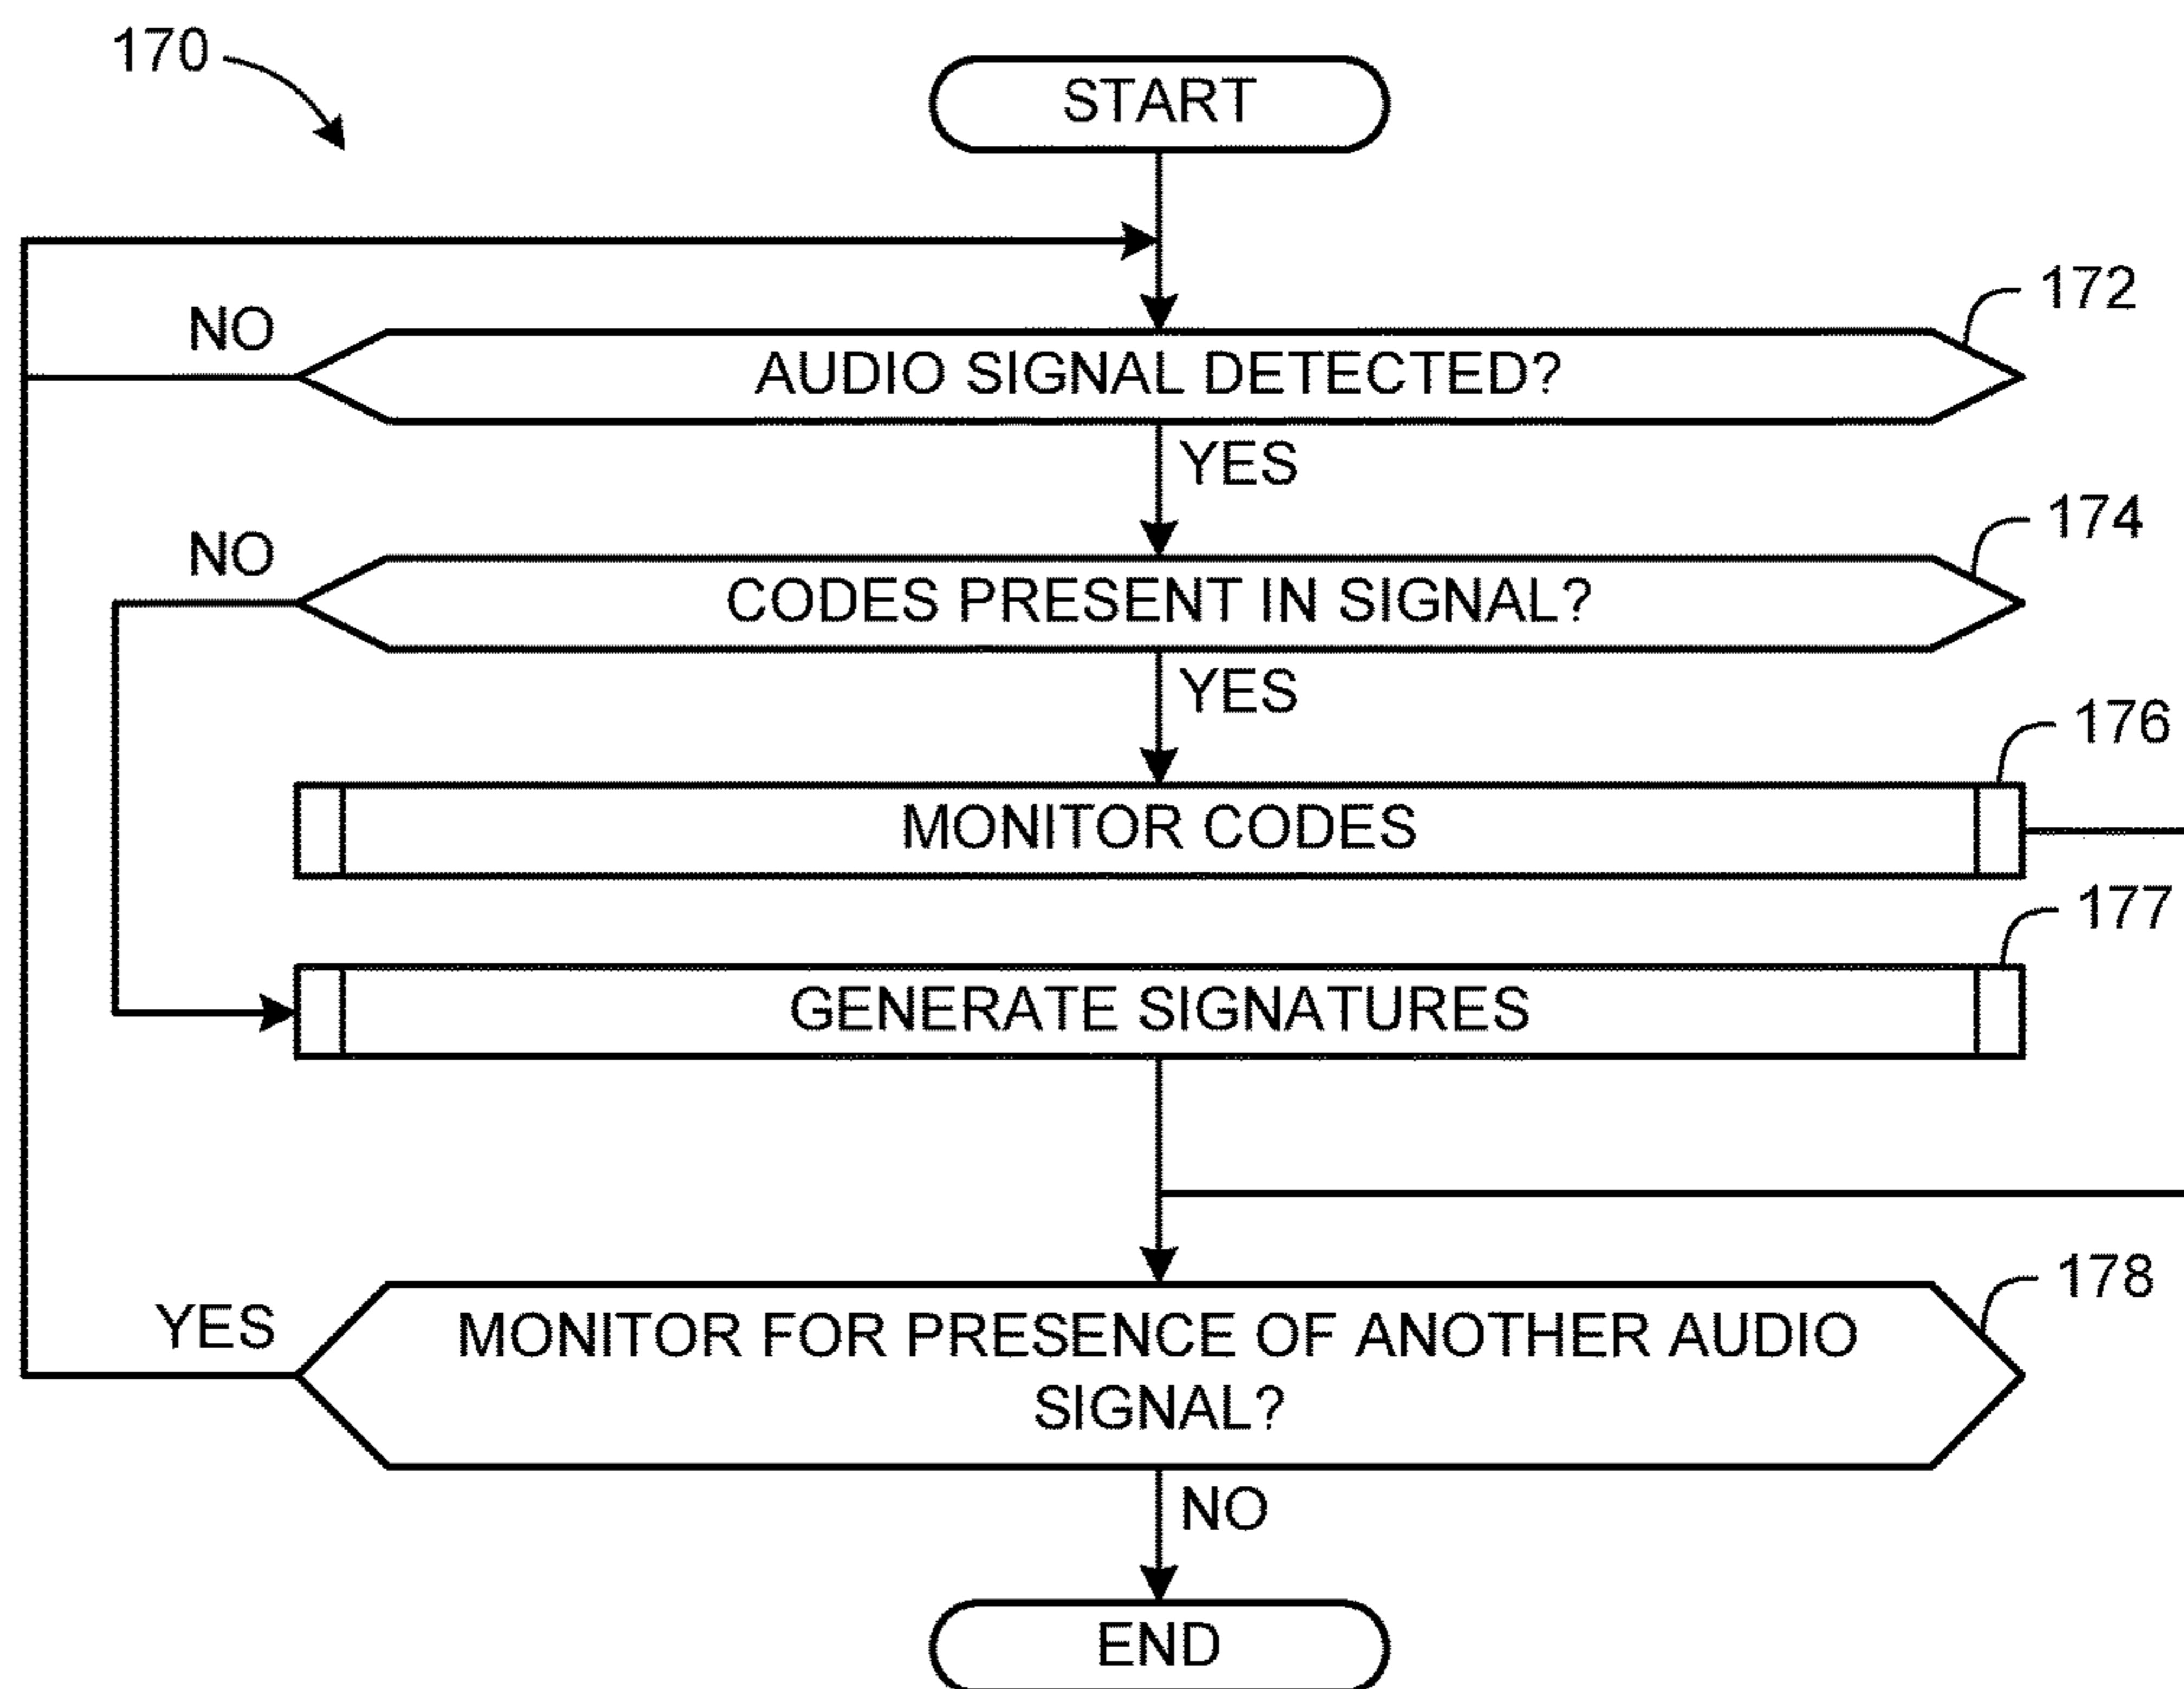 170
START
172
NO
AUDIO SIGNAL DETECTED?
YES
174
NO
CODES PRESENT IN SIGNAL?
YES
176
MONITOR CODES
177
GENERATE SIGNATURES
178
YES
MONITOR FOR PRESENCE OF ANOTHER AUDIO
SIGNAL?
NO
END